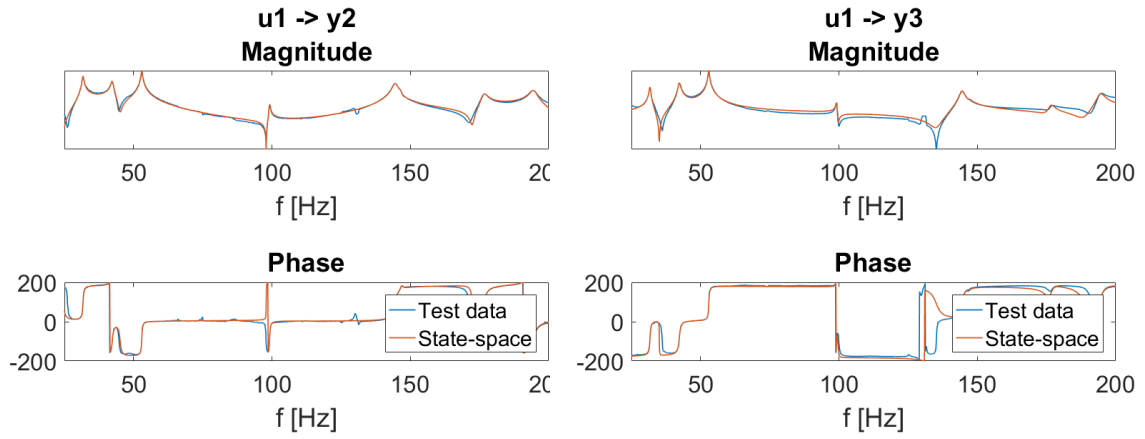 u1 -> y2
Magnitude
50 100 150 20
f [Hz]
Phase
200
0
-200
Test data
State-space
50 100 150 20
f [Hz]
u1 -> y3
Magnitude
50 100 150 200
f [Hz]
Phase
200
0
-200
Test data
State-space
50 100 150 200
f [Hz]